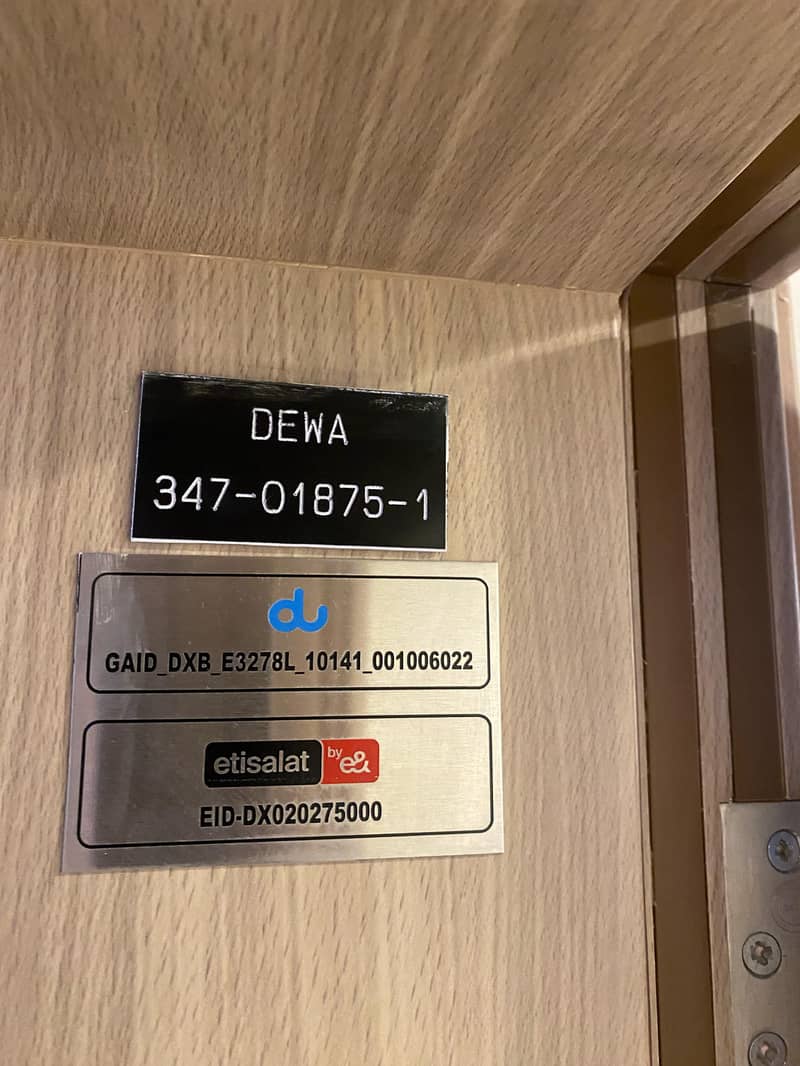 DEWA
347-01875-1
du
GAID_DXB_E3278L_10141_001006022
etisalat by e&
EID-DX020275000